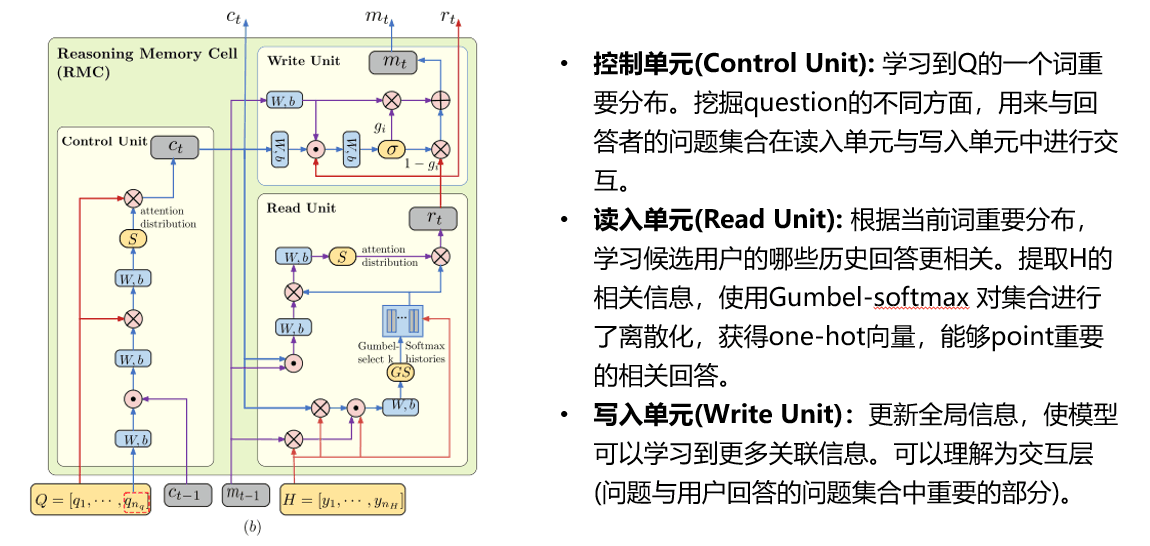 c_t
m_t
r_t
Reasoning Memory Cell
(RMC)
Write Unit
m_t
W, b
g_i
W, b
W, b
σ
1 − g_i
Control Unit
c_t
attention
distribution
S
W, b
W, b
W, b
Read Unit
r_t
W, b
S
attention
distribution
W, b
...
Gumbel-Softmax
select k histories
GS
W, b
Q = [q_1, ⋯ , q_{n_q}]
c_{t−1}
m_{t−1}
H = [y_1, ⋯ , y_{n_H}]
(b)
• 控制单元(Control Unit): 学习到Q的一个词重
要分布。挖掘question的不同方面，用来与回
答者的问题集合在读入单元与写入单元中进行交
互。
• 读入单元(Read Unit): 根据当前词重要分布，
学习候选用户的哪些历史回答更相关。提取H的
相关信息，使用Gumbel-softmax 对集合进行
了离散化，获得one-hot向量，能够point重要
的相关回答。
• 写入单元(Write Unit)：更新全局信息，使模型
可以学习到更多关联信息。可以理解为交互层
(问题与用户回答的问题集合中重要的部分)。